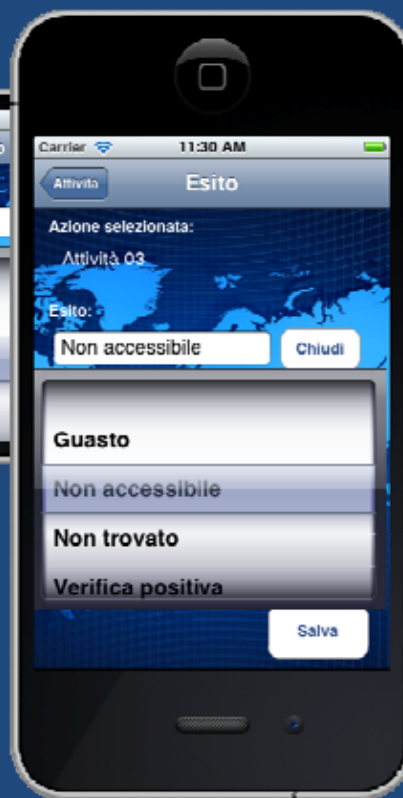 Carrier 11:30 AM
Attivita Esito
Azione selezionata:
Attività 03
Esito:
Non accessibile Chiudi
Guasto
Non accessibile
Non trovato
Verifica positiva
Salva